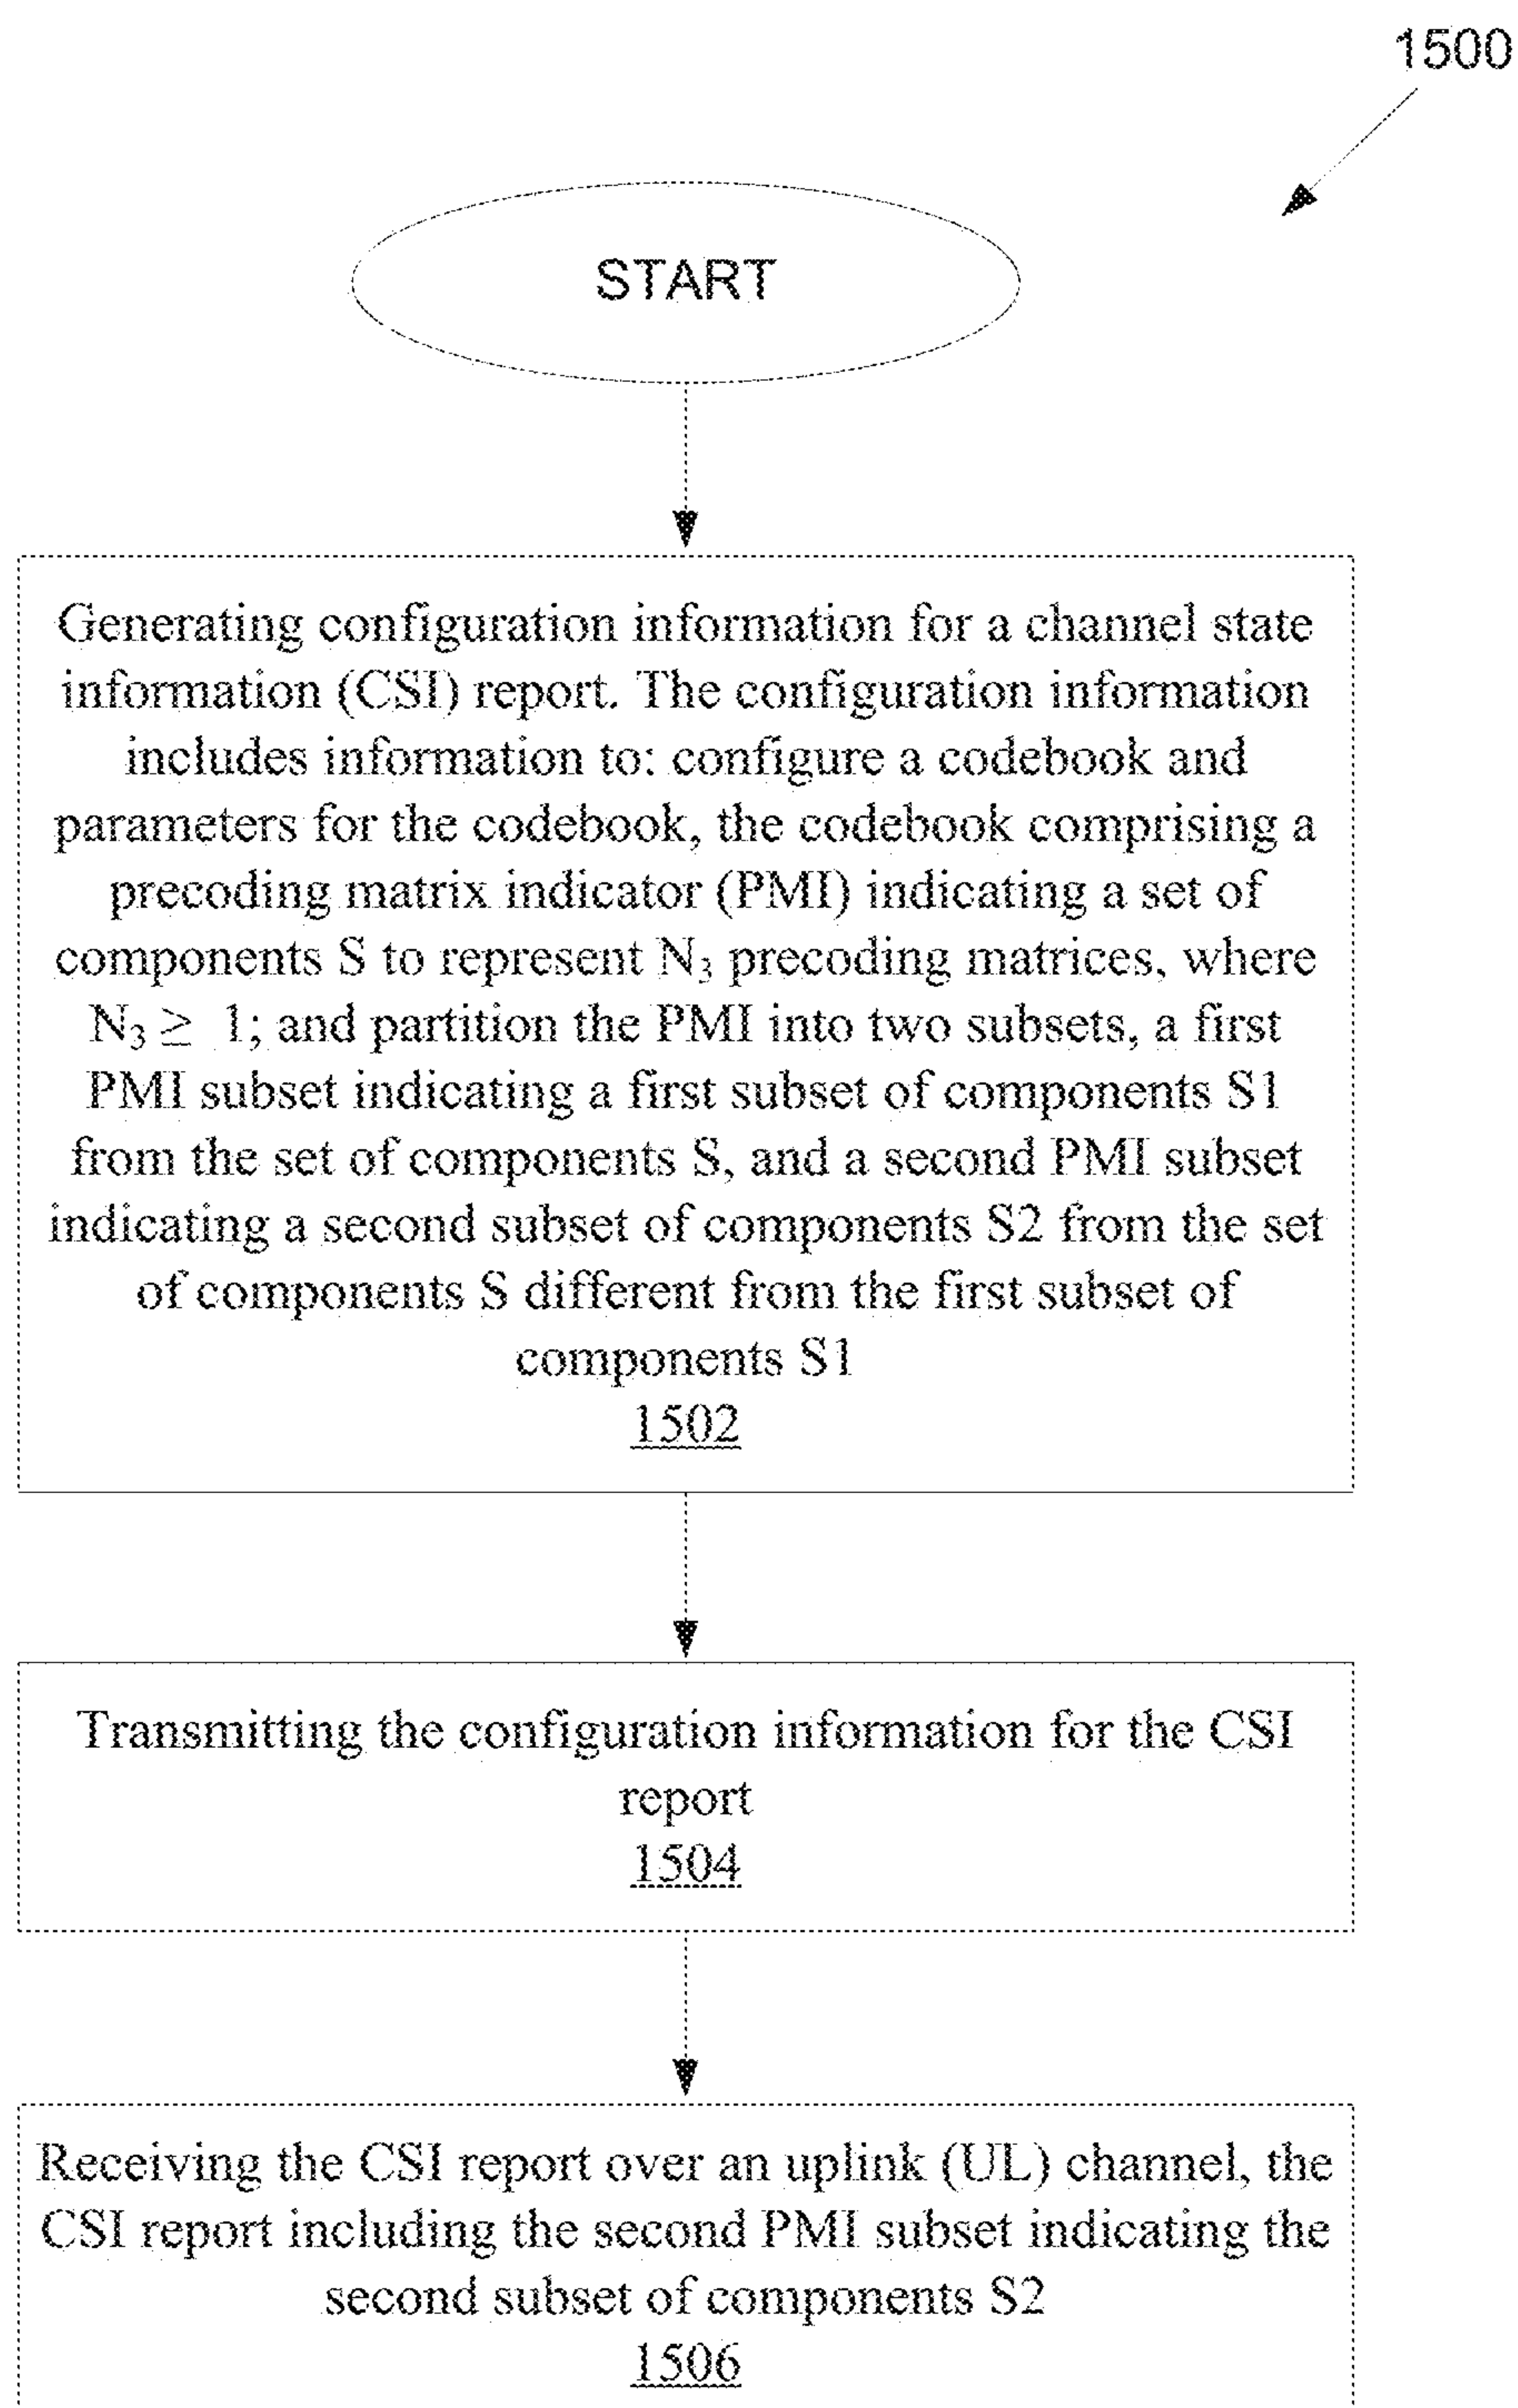 1500
START
Generating configuration information for a channel state
information (CSI) report. The configuration information
includes information to: configure a codebook and
parameters for the codebook, the codebook comprising a
precoding matrix indicator (PMI) indicating a set of
components S to represent N₃ precoding matrices, where
N₃ ≥ 1; and partition the PMI into two subsets, a first
PMI subset indicating a first subset of components S1
from the set of components S, and a second PMI subset
indicating a second subset of components S2 from the set
of components S different from the first subset of
components S1
1502
Transmitting the configuration information for the CSI
report
1504
Receiving the CSI report over an uplink (UL) channel, the
CSI report including the second PMI subset indicating the
second subset of components S2
1506